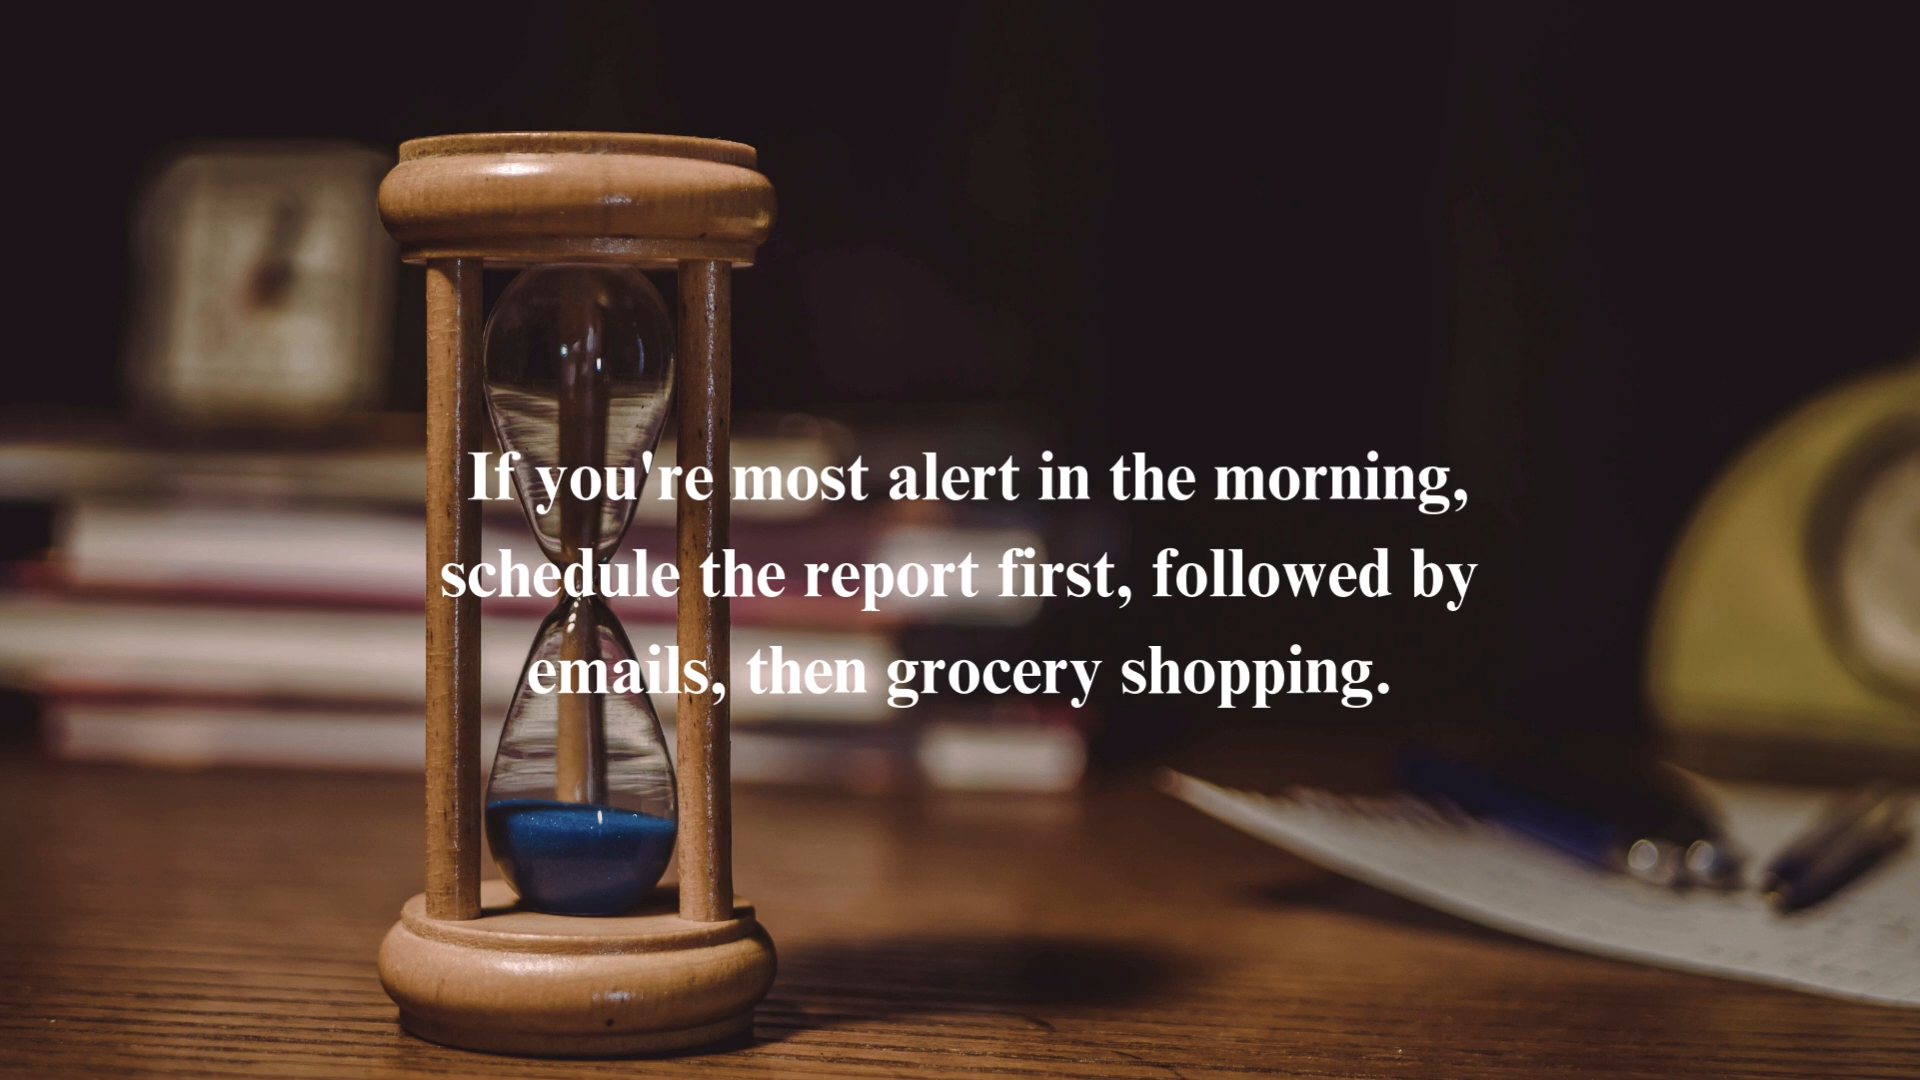 If you're most alert in the morning,
schedule the report first, followed by
emails, then grocery shopping.